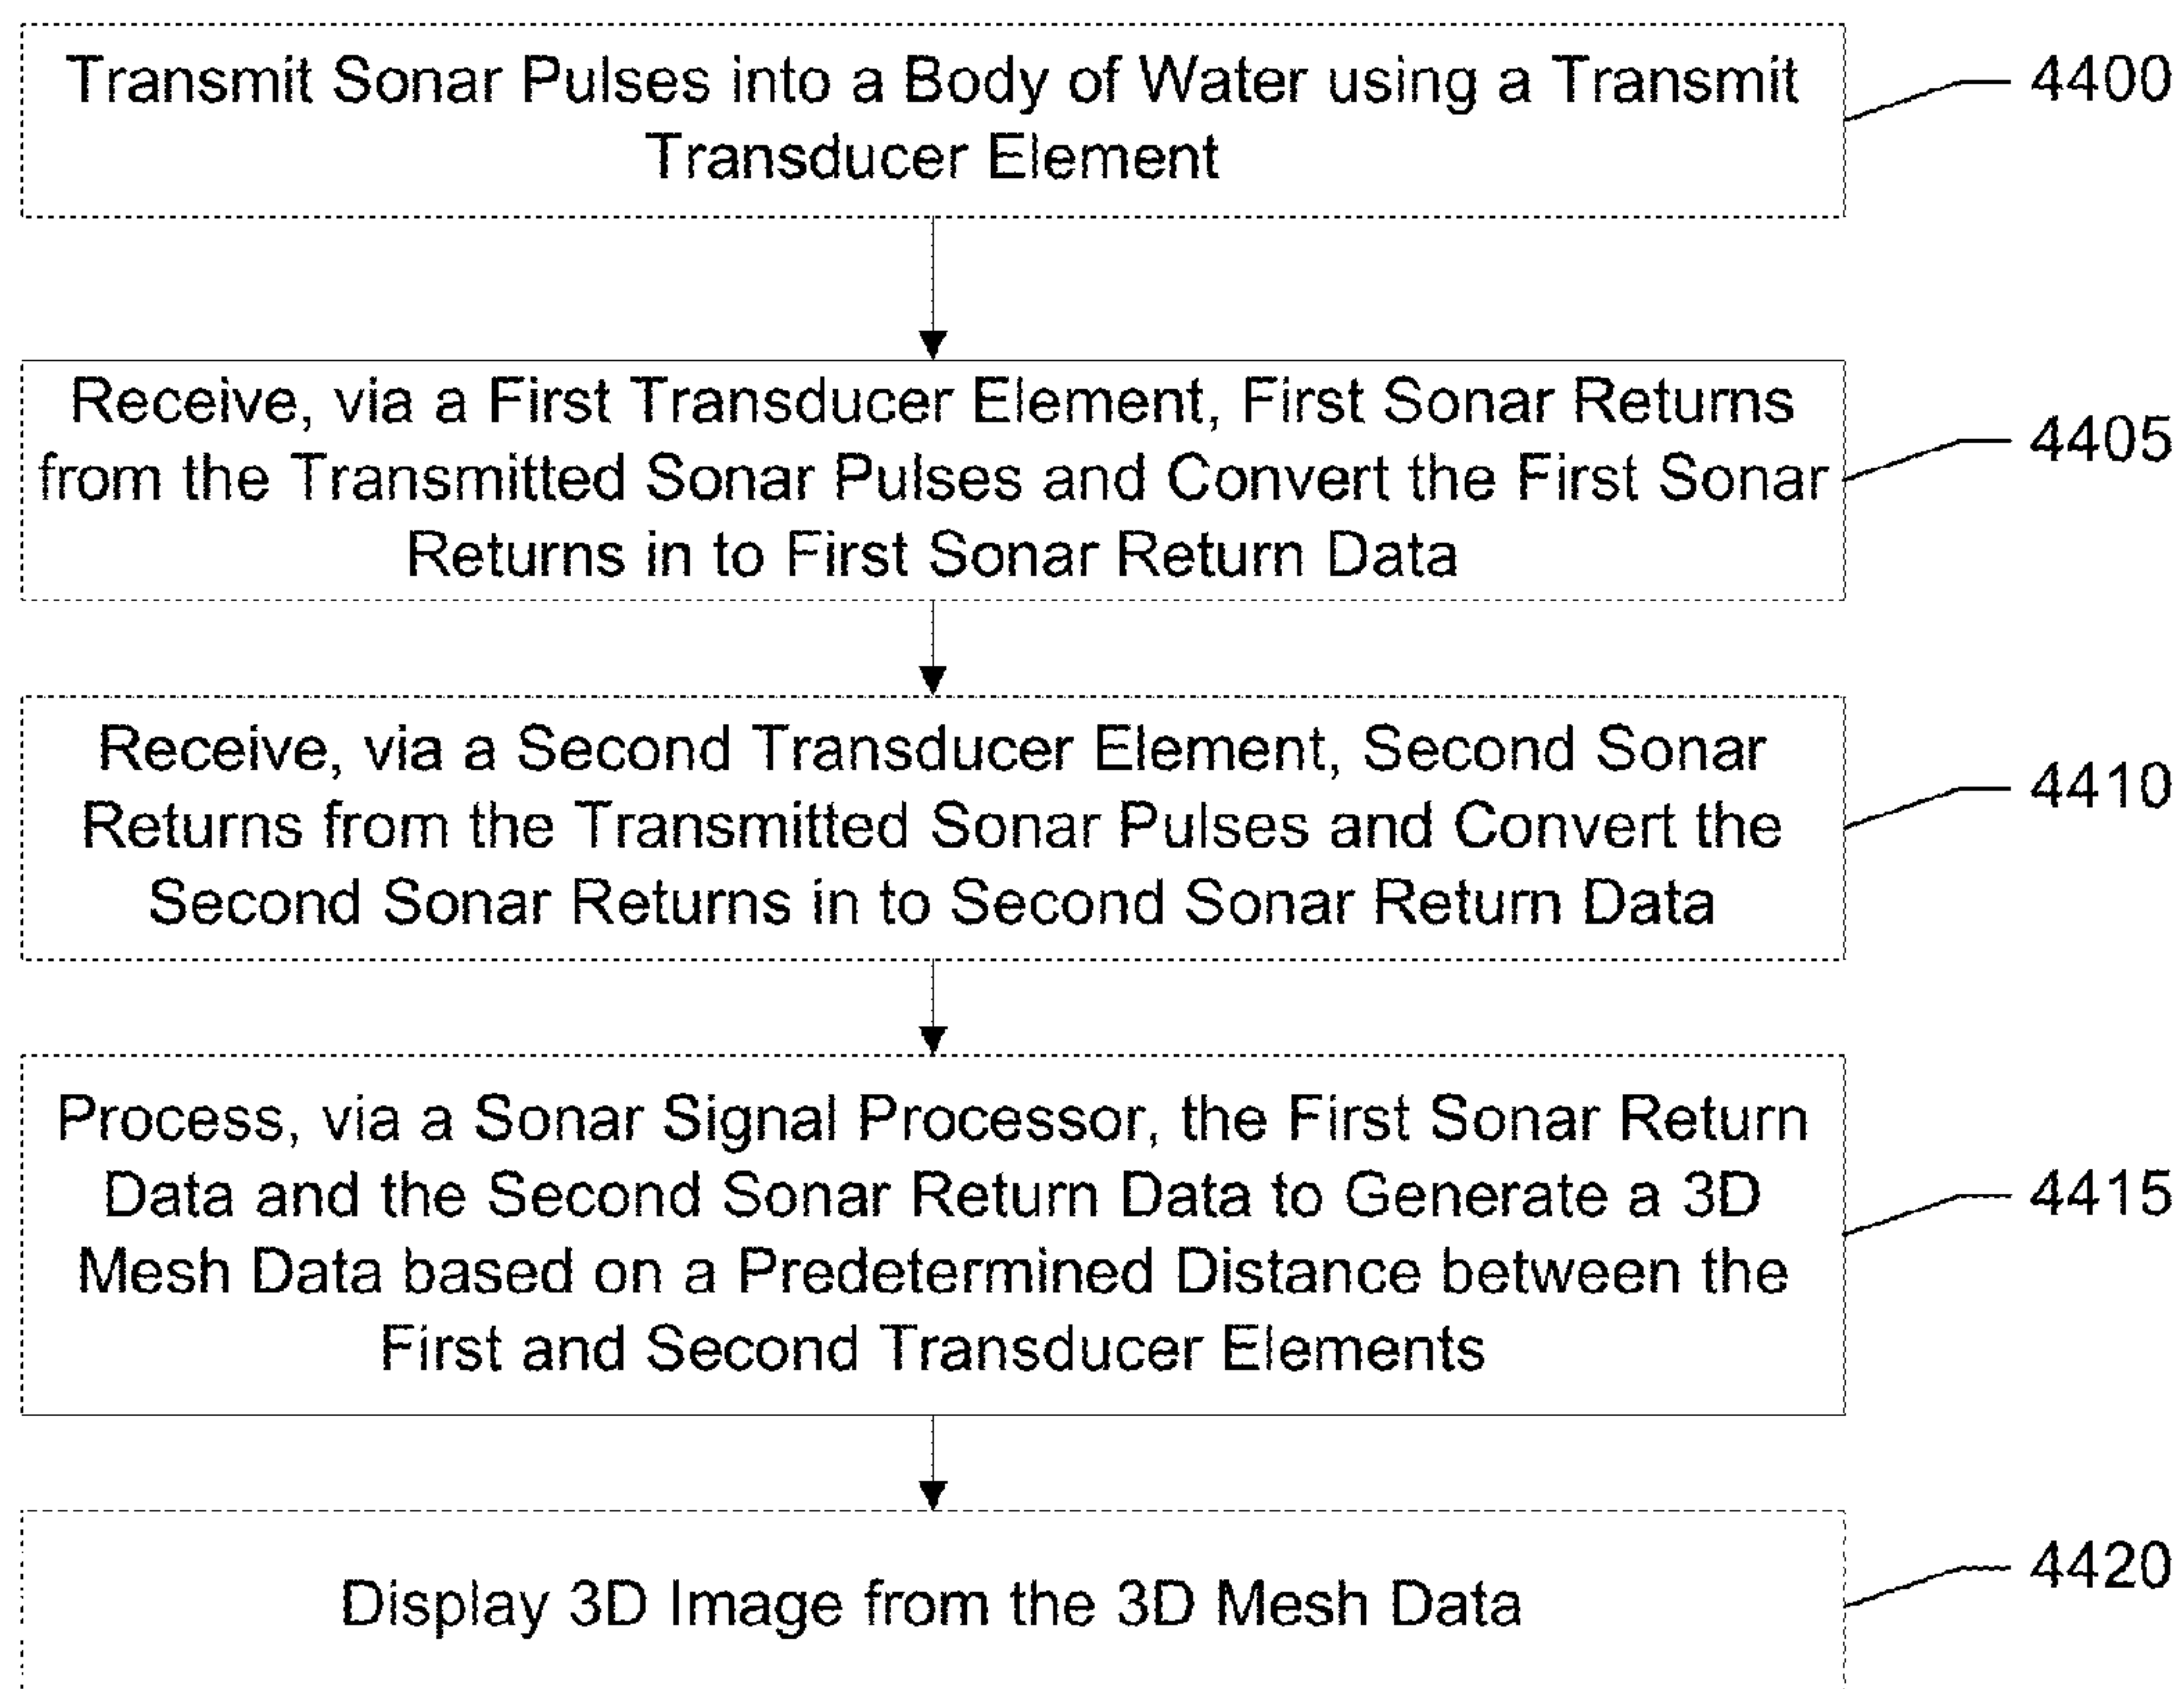 Transmit Sonar Pulses into a Body of Water using a Transmit
Transducer Element
4400
Receive, via a First Transducer Element, First Sonar Returns
from the Transmitted Sonar Pulses and Convert the First Sonar
Returns in to First Sonar Return Data
4405
Receive, via a Second Transducer Element, Second Sonar
Returns from the Transmitted Sonar Pulses and Convert the
Second Sonar Returns in to Second Sonar Return Data
4410
Process, via a Sonar Signal Processor, the First Sonar Return
Data and the Second Sonar Return Data to Generate a 3D
Mesh Data based on a Predetermined Distance between the
First and Second Transducer Elements
4415
Display 3D Image from the 3D Mesh Data
4420